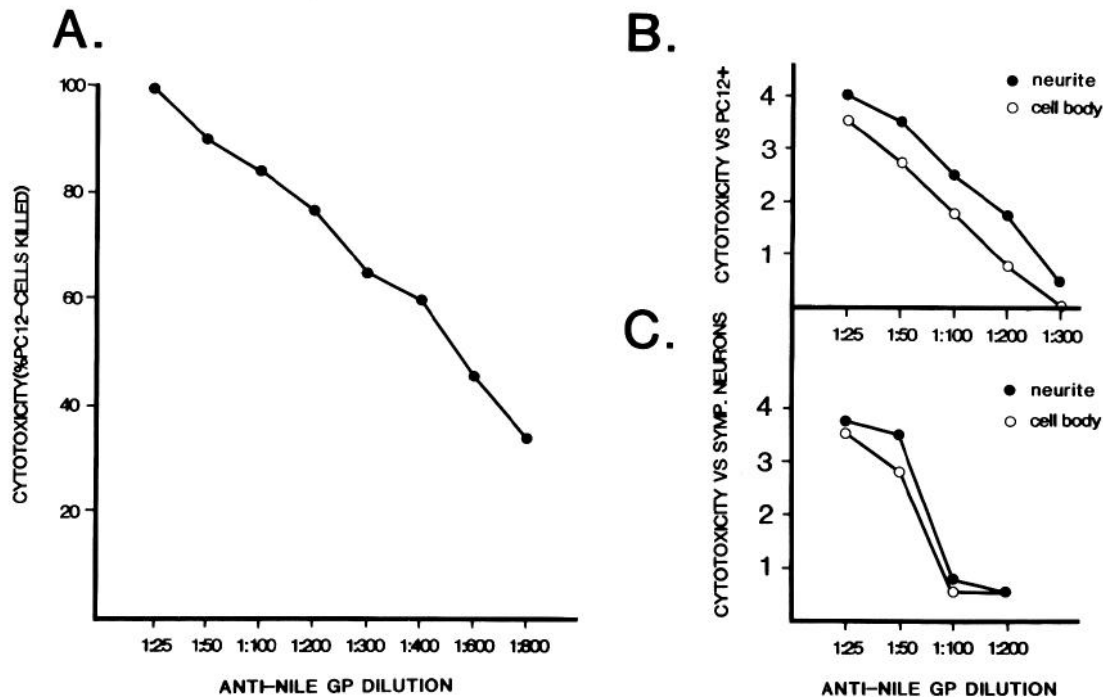 A.
CYTOTOXICITY(%PC12-CELLS KILLED)
100
80
60
40
20
1:25 1:50 1:100 1:200 1:300 1:400 1:600 1:800
ANTI-NILE GP DILUTION
B.
CYTOTOXICITY VS PC12+
4
3
2
1
neurite
cell body
1:25 1:50 1:100 1:200 1:300
C.
CYTOTOXICITY VS SYMP. NEURONS
4
3
2
1
neurite
cell body
1:25 1:50 1:100 1:200
ANTI-NILE GP DILUTION